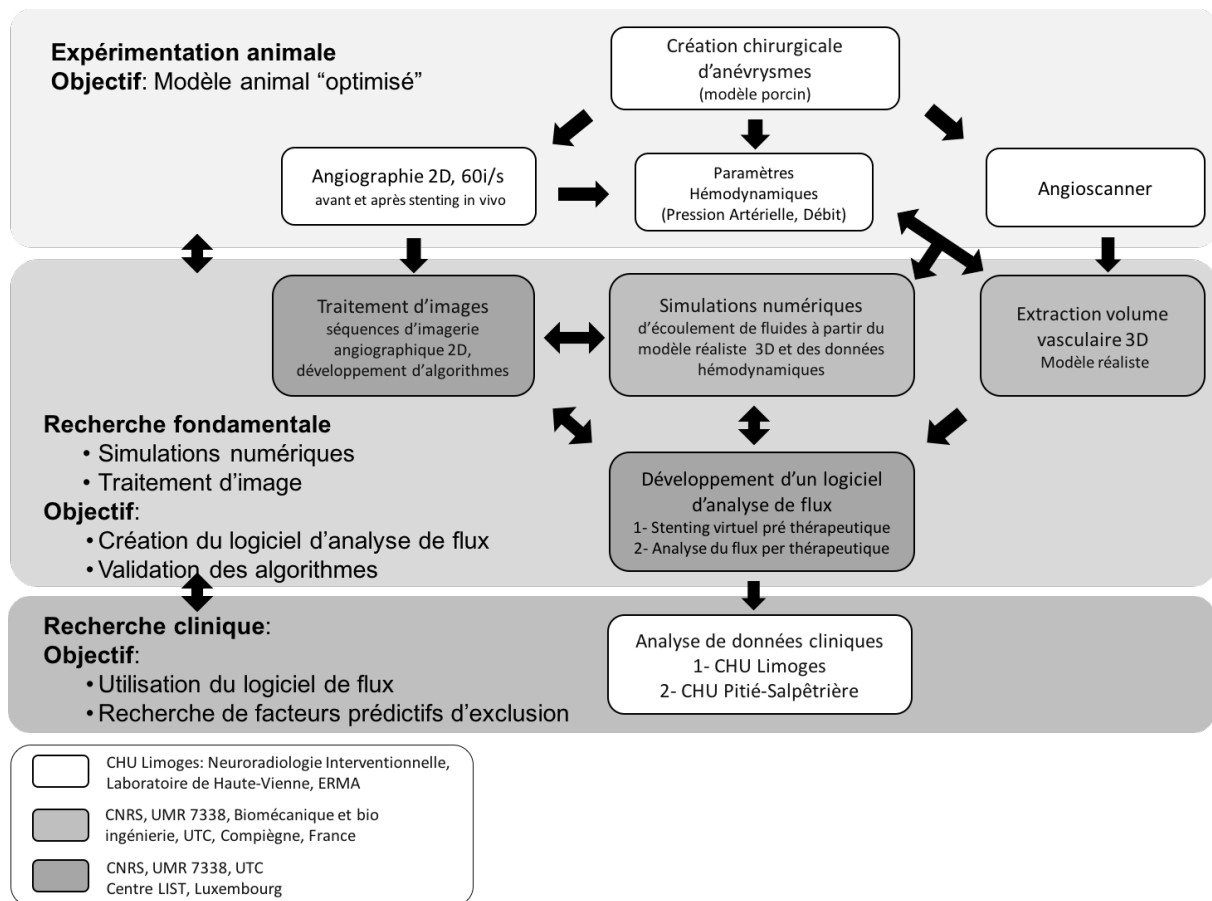 Expérimentation animale
Objectif: Modèle animal “optimisé”
Création chirurgicale
d’anévrysmes
(modèle porcin)
Angiographie 2D, 60i/s
avant et après stenting in vivo
Paramètres
Hémodynamiques
(Pression Artérielle, Débit)
Angioscanner
Traitement d’images
séquences d’imagerie
angiographique 2D,
développement d’algorithmes
Simulations numériques
d’écoulement de fluides à partir du
modèle réaliste 3D et des données
hémodynamiques
Extraction volume
vasculaire 3D
Modèle réaliste
Recherche fondamentale
• Simulations numériques
• Traitement d’image
Objectif:
• Création du logiciel d’analyse de flux
• Validation des algorithmes
Développement d’un logiciel
d’analyse de flux
1- Stenting virtuel pré thérapeutique
2- Analyse du flux per thérapeutique
Recherche clinique:
Objectif:
• Utilisation du logiciel de flux
• Recherche de facteurs prédictifs d’exclusion
Analyse de données cliniques
1- CHU Limoges
2- CHU Pitié-Salpêtrière
CHU Limoges: Neuroradiologie Interventionnelle,
Laboratoire de Haute-Vienne, ERMA
CNRS, UMR 7338, Biomécanique et bio
ingénierie, UTC, Compiègne, France
CNRS, UMR 7338, UTC
Centre LIST, Luxembourg